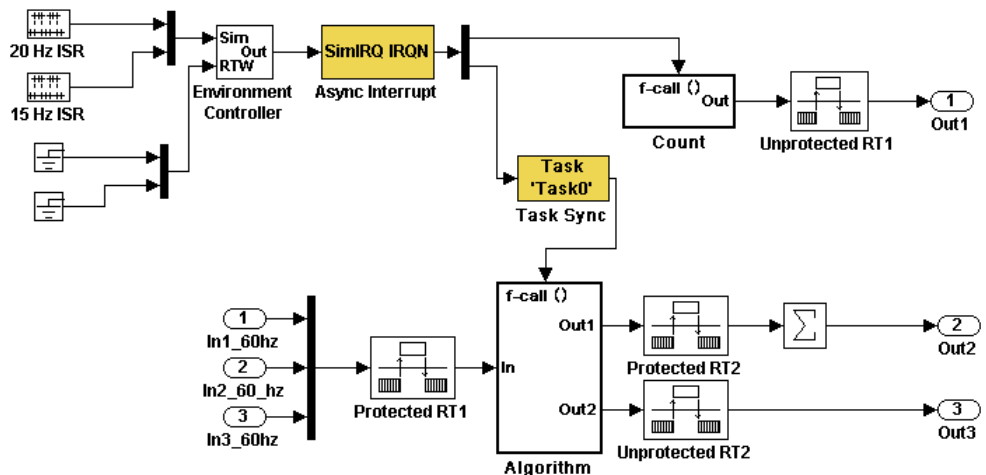 20 Hz ISR
15 Hz ISR
Sim
Out
RTW
Environment
Controller
SimIRQ IRQN
Async Interrupt
f-call ()
Out
Count
Unprotected RT1
1
Out1
Task
'Task0'
Task Sync
1
In1_60hz
2
In2_60_hz
3
In3_60hz
Protected RT1
f-call ()
In
Out1
Out2
Algorithm
Protected RT2
Σ
2
Out2
Unprotected RT2
3
Out3